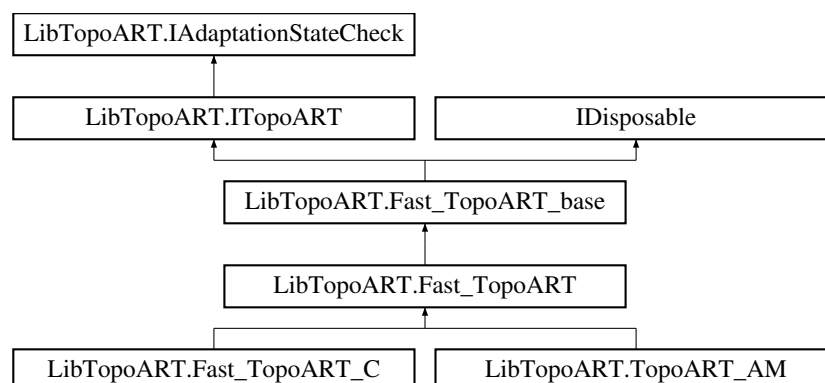 LibTopoART.IAdaptationStateCheck
LibTopoART.ITopoART
IDisposable
LibTopoART.Fast_TopoART_base
LibTopoART.Fast_TopoART
LibTopoART.Fast_TopoART_C
LibTopoART.TopoART_AM